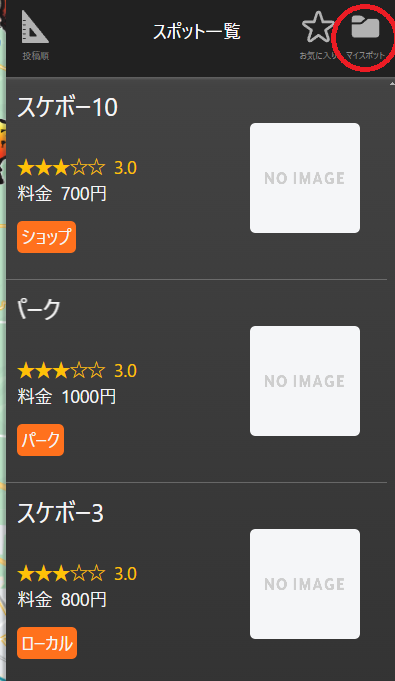 スポット一覧
投稿順
お気に入り
マイスポット
スケボー10
★★★☆☆ 3.0
料金 700円
ショップ
NO IMAGE
パーク
★★★☆☆ 3.0
料金 1000円
パーク
NO IMAGE
スケボー3
★★★☆☆ 3.0
料金 800円
ローカル
NO IMAGE